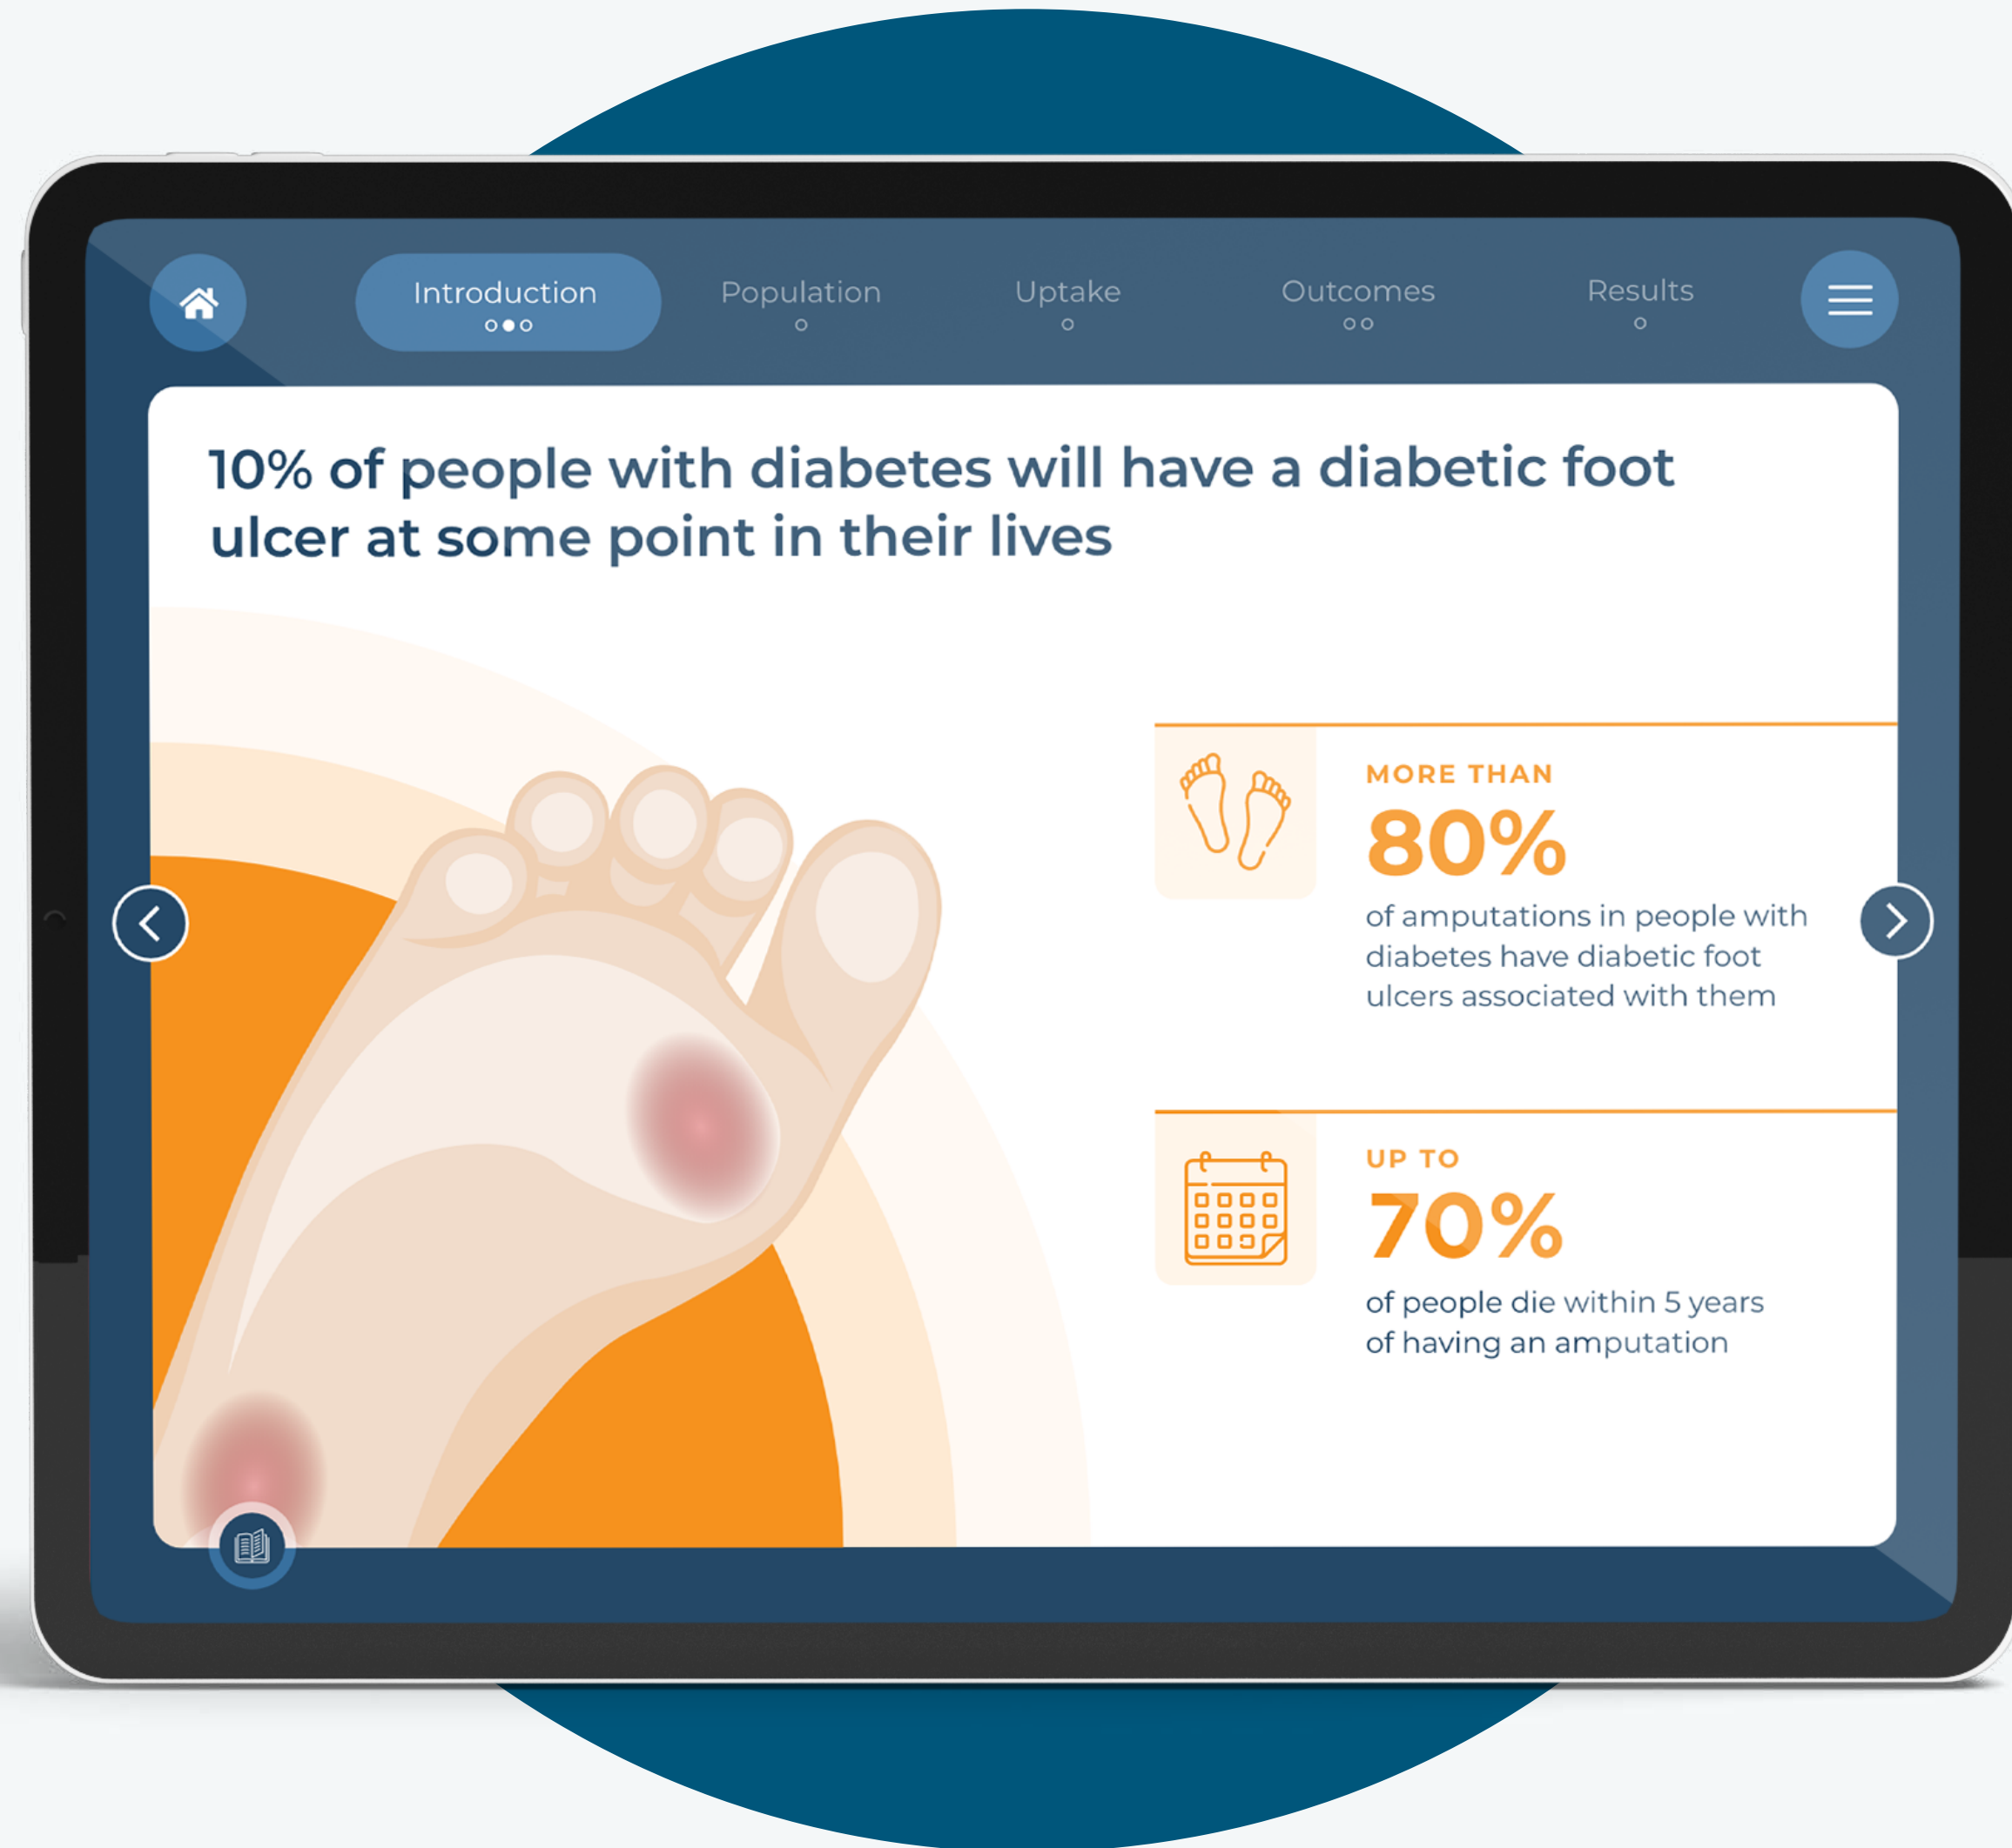 Introduction
Population
Uptake
Outcomes
Results
10% of people with diabetes will have a diabetic foot
ulcer at some point in their lives
MORE THAN
80%
of amputations in people with
diabetes have diabetic foot
ulcers associated with them
UP TO
70%
of people die within 5 years
of having an amputation